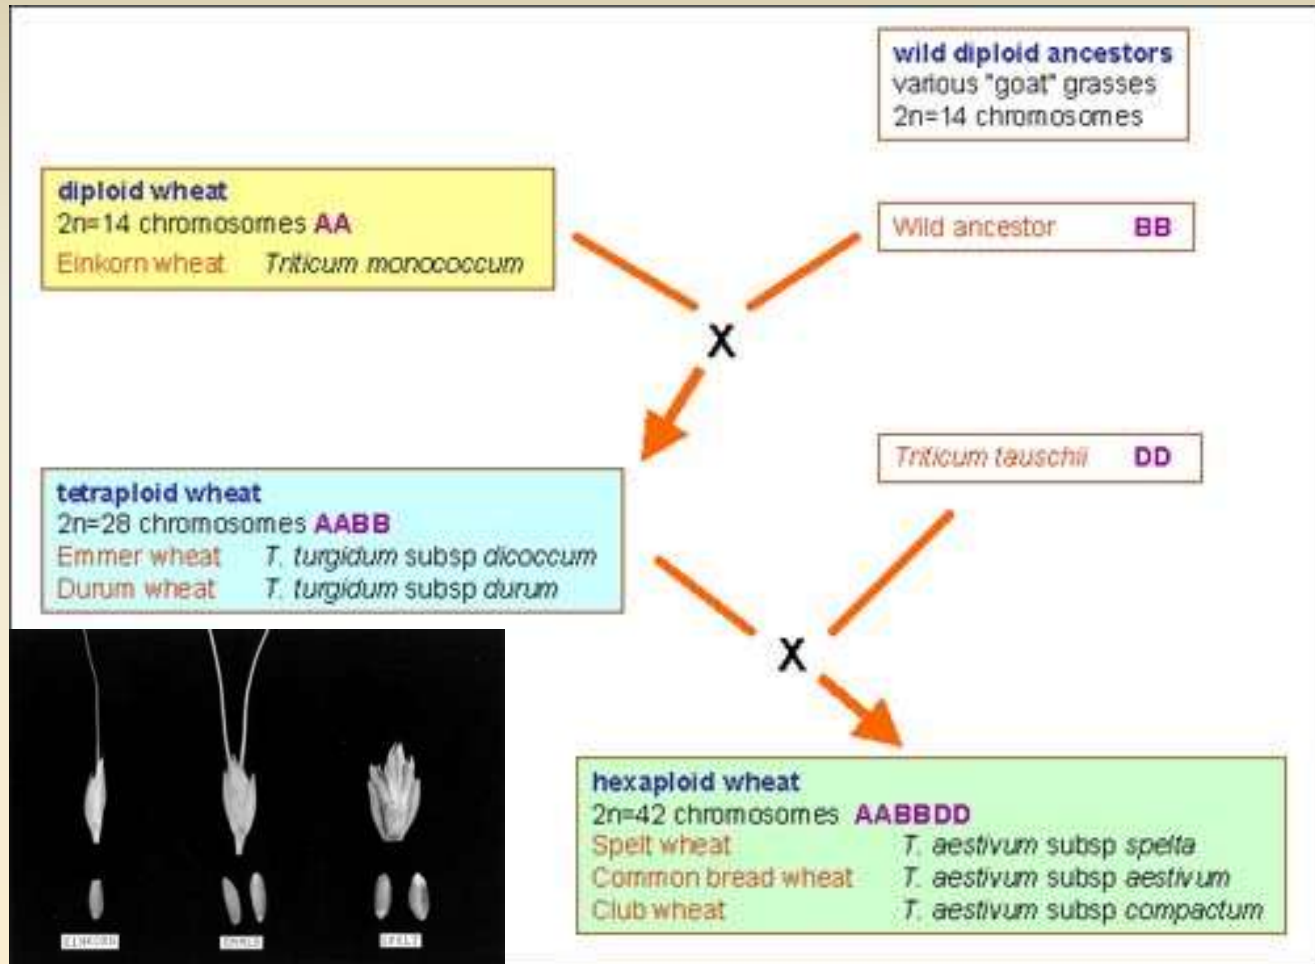 wild diploid ancestors
various "goat" grasses
2n=14 chromosomes
diploid wheat
2n=14 chromosomes AA
Einkorn wheat Triticum monococcum
Wild ancestor BB
X
Triticum tauschii DD
tetraploid wheat
2n=28 chromosomes AABB
Emmer wheat T. turgidum subsp dicoccum
Durum wheat T. turgidum subsp durum
X
hexaploid wheat
2n=42 chromosomes AABBDD
Spelt wheat T. aestivum subsp spelta
Common bread wheat T. aestivum subsp aestivum
Club wheat T. aestivum subsp compactum
EINKORN
SPELT